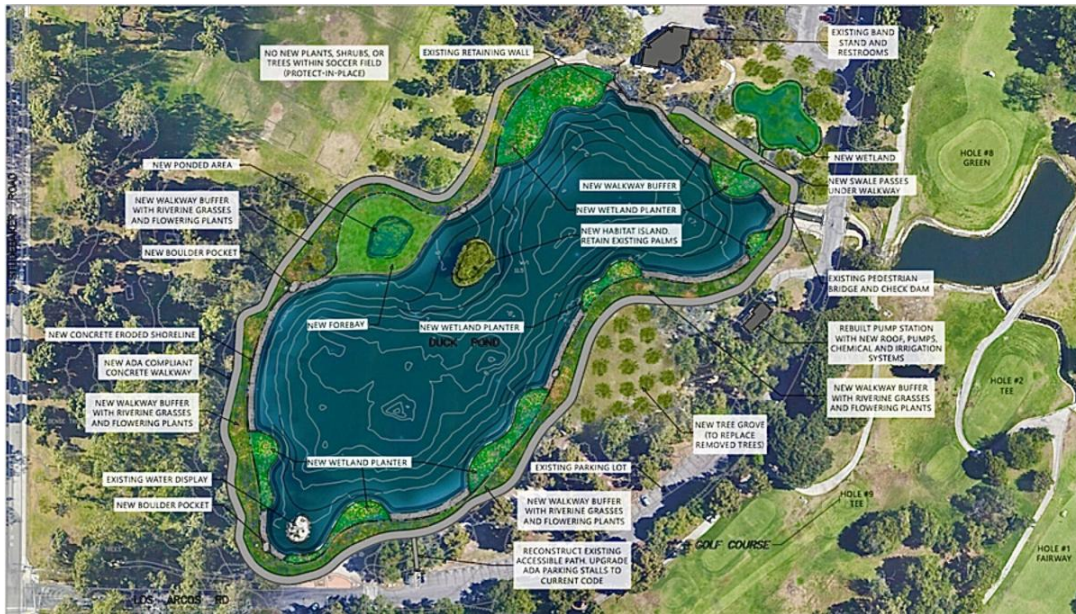 NO NEW PLANTS, SHRUBS, OR
TREES WITHIN SOCCER FIELD
(PROTECT-IN-PLACE)
EXISTING RETAINING WALL
EXISTING BAND
STAND AND
RESTROOMS
NEW PONDED AREA
NEW WALKWAY BUFFER
WITH RIVERINE GRASSES
AND FLOWERING PLANTS
NEW BOULDER POCKET
NEW WALKWAY BUFFER
NEW WETLAND PLANTER
NEW HABITAT ISLAND.
RETAIN EXISTING PALMS
NEW WETLAND
NEW SWALE PASSES
UNDER WALKWAY
HOLE #8
GREEN
EXISTING PEDESTRIAN
BRIDGE AND CHECK DAM
NEW CONCRETE ERODED SHORELINE
NEW FOREBAY
NEW WETLAND PLANTER
DUCK POND
REBUILT PUMP STATION
WITH NEW ROOF, PUMPS,
CHEMICAL AND IRRIGATION
SYSTEMS
NEW ADA COMPLIANT
CONCRETE WALKWAY
NEW WALKWAY BUFFER
WITH RIVERINE GRASSES
AND FLOWERING PLANTS
NEW WALKWAY BUFFER
WITH RIVERINE GRASSES
AND FLOWERING PLANTS
HOLE #2
TEE
NEW TREE GROVE
(TO REPLACE
REMOVED TREES)
NEW WETLAND PLANTER
EXISTING PARKING LOT
EXISTING WATER DISPLAY
NEW BOULDER POCKET
NEW WALKWAY BUFFER
WITH RIVERINE GRASSES
AND FLOWERING PLANTS
HOLE #9
TEE
GOLF COURSE
RECONSTRUCT EXISTING
ACCESSIBLE PATH. UPGRADE
ADA PARKING STALLS TO
CURRENT CODE
HOLE #1
FAIRWAY
LOS ARCOS RD